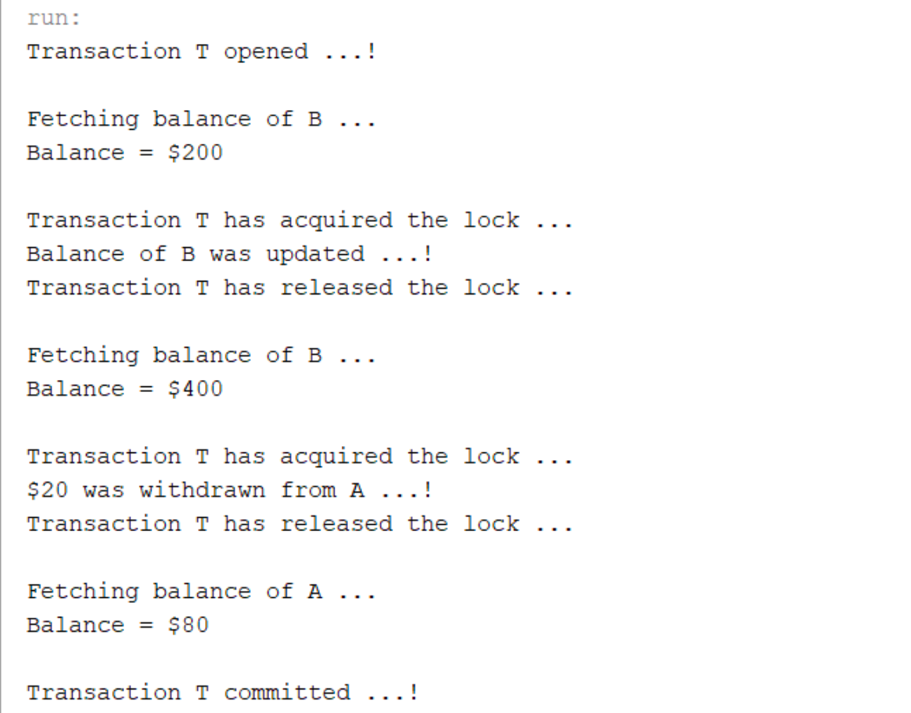 run:
Transaction T opened ...!
Fetching balance of B ...
Balance = $200
Transaction T has acquired the lock ...
Balance of B was updated ...!
Transaction T has released the lock ...
Fetching balance of B ...
Balance = $400
Transaction T has acquired the lock ...
$20 was withdrawn from A ...!
Transaction T has released the lock ...
Fetching balance of A ...
Balance = $80
Transaction T committed ...!